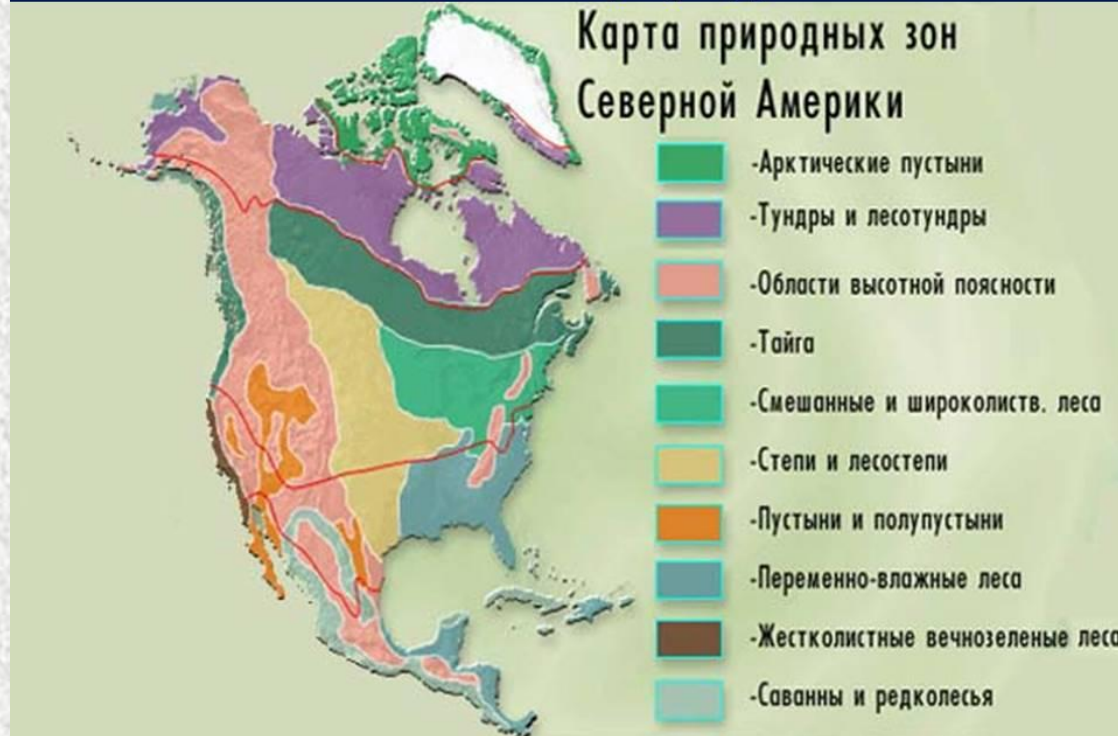 Карта природных зон
Северной Америки
-Арктические пустыни
-Тундры и лесотундры
-Области высотной поясности
-Тайга
-Смешанные и широколиств. леса
-Степи и лесостепи
-Пустыни и полупустыни
-Переменно-влажные леса
-Жестколистные вечнозеленые леса
-Саванны и редколесья